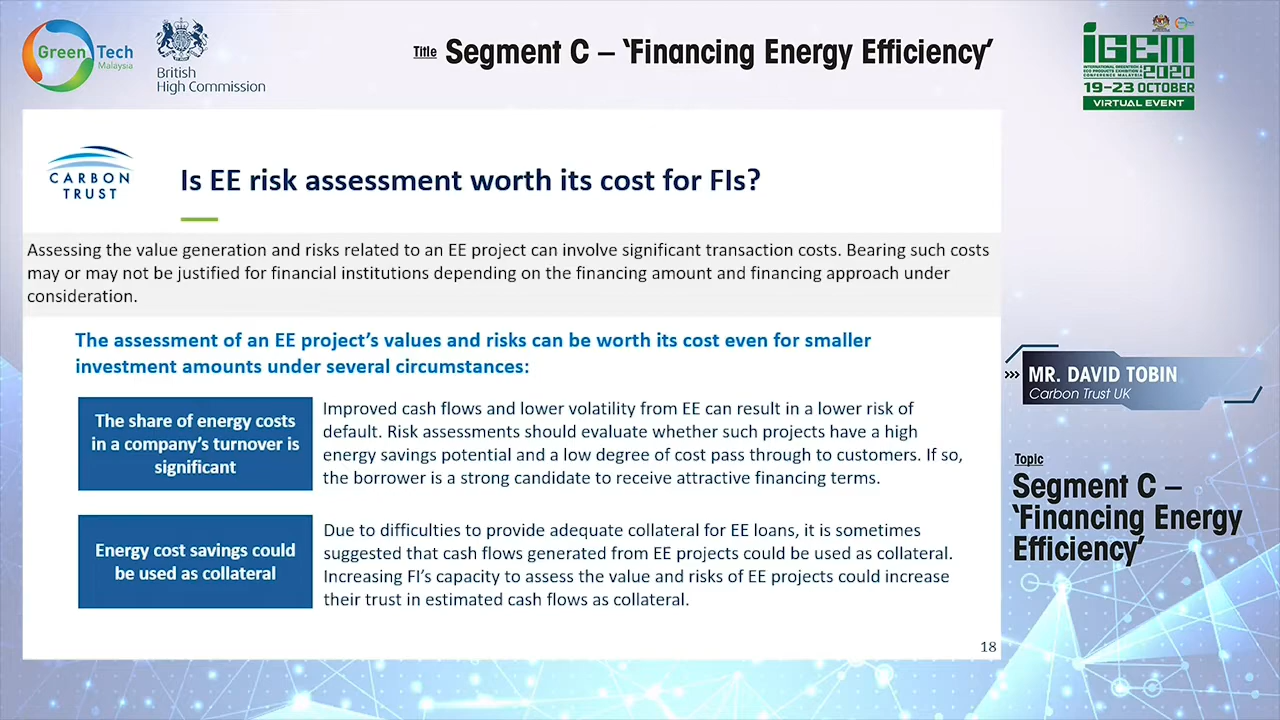 GreenTech
Malaysia
British
High Commission
Title Segment C – ‘Financing Energy Efficiency’
iGEM
INTERNATIONAL GREENTECH &
ECO PRODUCTS EXHIBITION &
CONFERENCE MALAYSIA
2020
19–23 OCTOBER
VIRTUAL EVENT
CARBON
TRUST
Is EE risk assessment worth its cost for FIs?
Assessing the value generation and risks related to an EE project can involve significant transaction costs. Bearing such costs
may or may not be justified for financial institutions depending on the financing amount and financing approach under
consideration.
The assessment of an EE project’s values and risks can be worth its cost even for smaller
investment amounts under several circumstances:
The share of energy costs
in a company’s turnover is
significant
Improved cash flows and lower volatility from EE can result in a lower risk of
default. Risk assessments should evaluate whether such projects have a high
energy savings potential and a low degree of cost pass through to customers. If so,
the borrower is a strong candidate to receive attractive financing terms.
Energy cost savings could
be used as collateral
Due to difficulties to provide adequate collateral for EE loans, it is sometimes
suggested that cash flows generated from EE projects could be used as collateral.
Increasing FI’s capacity to assess the value and risks of EE projects could increase
their trust in estimated cash flows as collateral.
18
MR. DAVID TOBIN
Carbon Trust UK
Topic
Segment C –
‘Financing Energy
Efficiency’